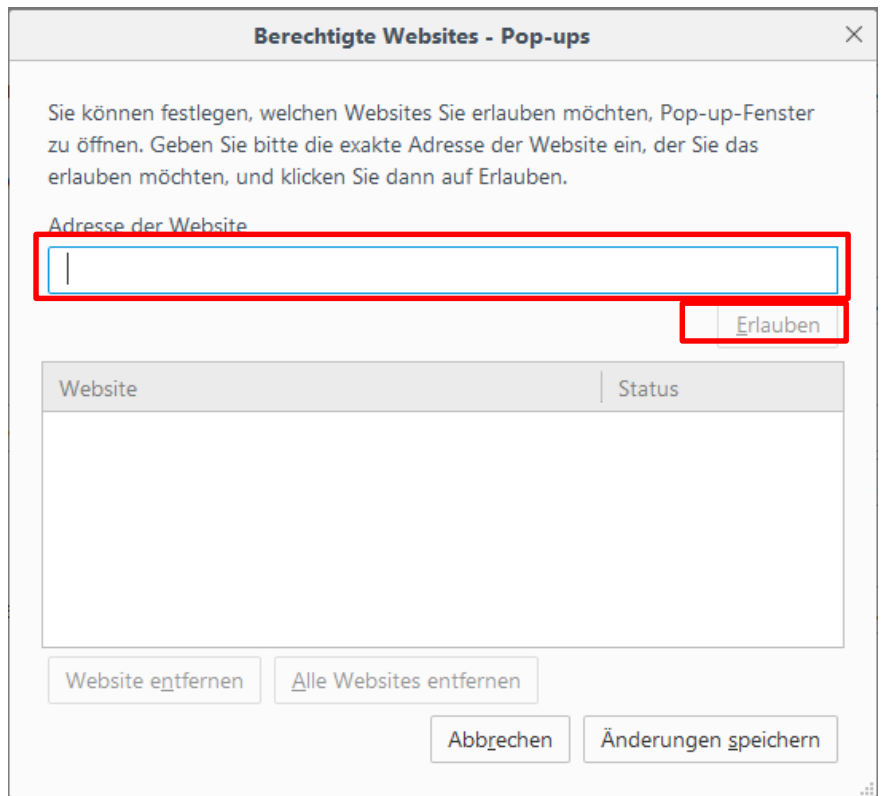 Berechtigte Websites - Pop-ups
Sie können festlegen, welchen Websites Sie erlauben möchten, Pop-up-Fenster
zu öffnen. Geben Sie bitte die exakte Adresse der Website ein, der Sie das
erlauben möchten, und klicken Sie dann auf Erlauben.
Adresse der Website
Erlauben
Website Status
Website entfernen Alle Websites entfernen
Abbrechen Änderungen speichern